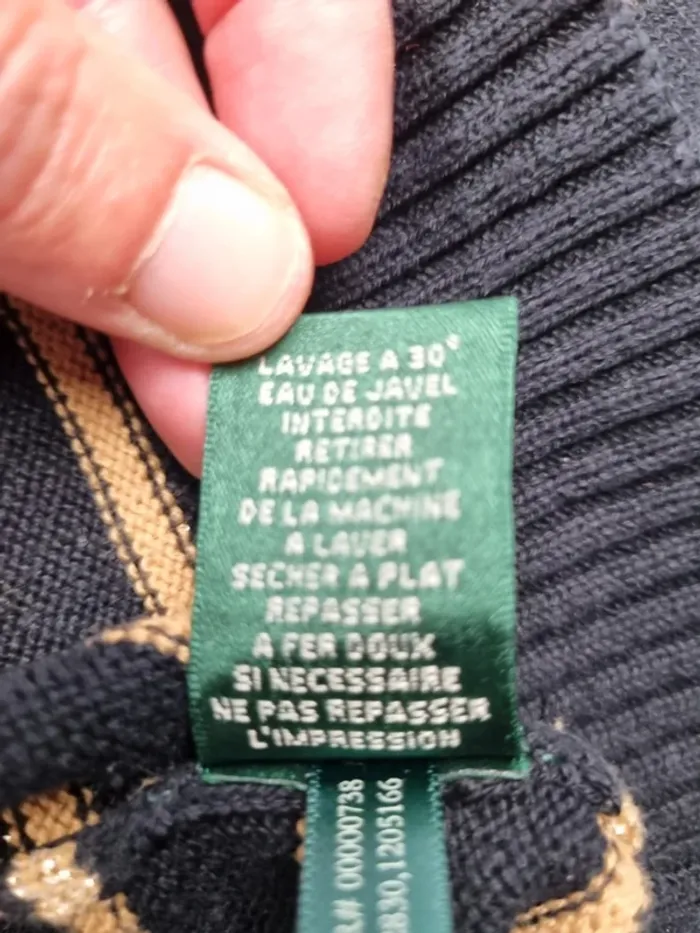 LAVAGE A 30°
EAU DE JAVEL
INTERDITE
RETIRER
RAPIDEMENT
DE LA MACHINE
A LAVER
SECHER A PLAT
REPASSER
A FER DOUX
SI NECESSAIRE
NE PAS REPASSER
L'IMPRESSION
.# 00000738
830,1205166